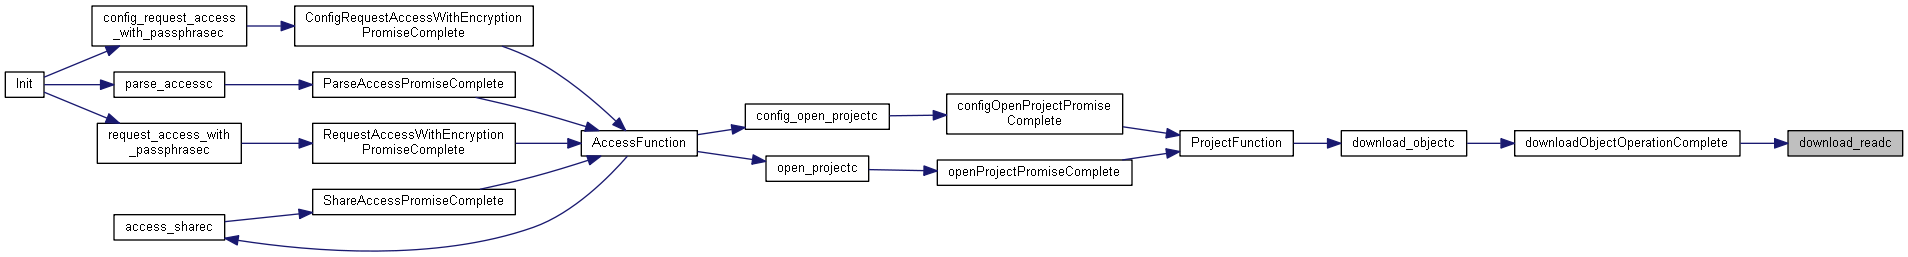 Init
config_request_access
_with_passphrasec
parse_accessc
request_access_with
_passphrasec
access_sharec
ConfigRequestAccessWithEncryption
PromiseComplete
ParseAccessPromiseComplete
RequestAccessWithEncryption
PromiseComplete
ShareAccessPromiseComplete
AccessFunction
config_open_projectc
open_projectc
configOpenProjectPromise
Complete
openProjectPromiseComplete
ProjectFunction
download_objectc
downloadObjectOperationComplete
download_readc